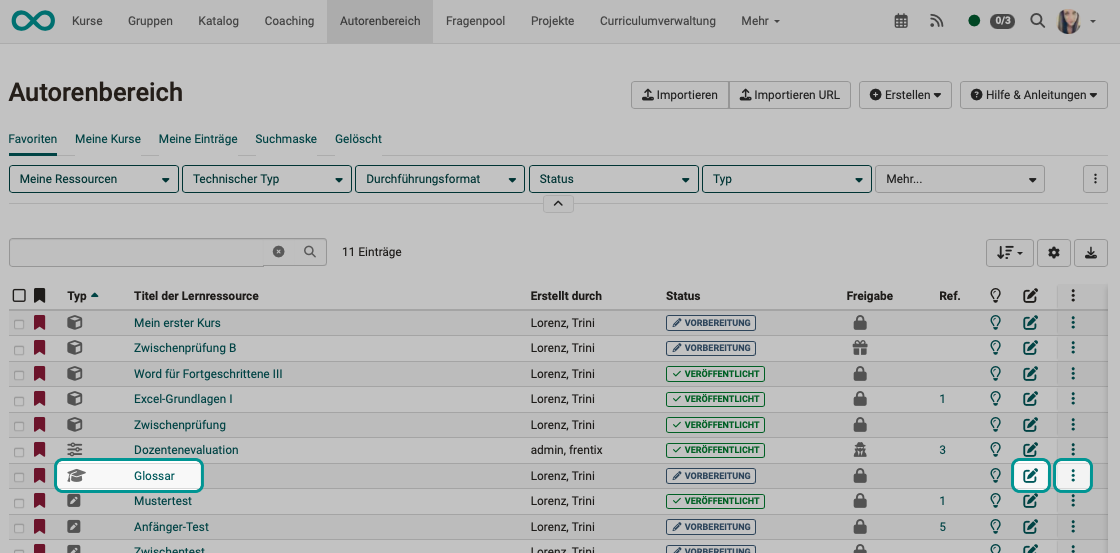 Kurse Gruppen Katalog Coaching Autorenbereich Fragenpool Projekte Curriculumverwaltung Mehr 0/3
Autorenbereich
Importieren Importieren URL Erstellen Hilfe & Anleitungen
Favoriten Meine Kurse Meine Einträge Suchmaske Gelöscht
Meine Ressourcen Technischer Typ Durchführungsformat Status Typ Mehr...
11 Einträge
Typ Titel der Lernressource Erstellt durch Status Freigabe Ref.
Mein erster Kurs Lorenz, Trini VORBEREITUNG
Zwischenprüfung B Lorenz, Trini VORBEREITUNG
Word für Fortgeschrittene III Lorenz, Trini VERÖFFENTLICHT
Excel-Grundlagen I Lorenz, Trini VERÖFFENTLICHT 1
Zwischenprüfung Lorenz, Trini VERÖFFENTLICHT
Dozentenevaluation admin, frentix VERÖFFENTLICHT 3
Glossar Lorenz, Trini VORBEREITUNG
Mustertest Lorenz, Trini VERÖFFENTLICHT 1
Anfänger-Test Lorenz, Trini VORBEREITUNG 5
Zwischentest Lorenz, Trini VORBEREITUNG